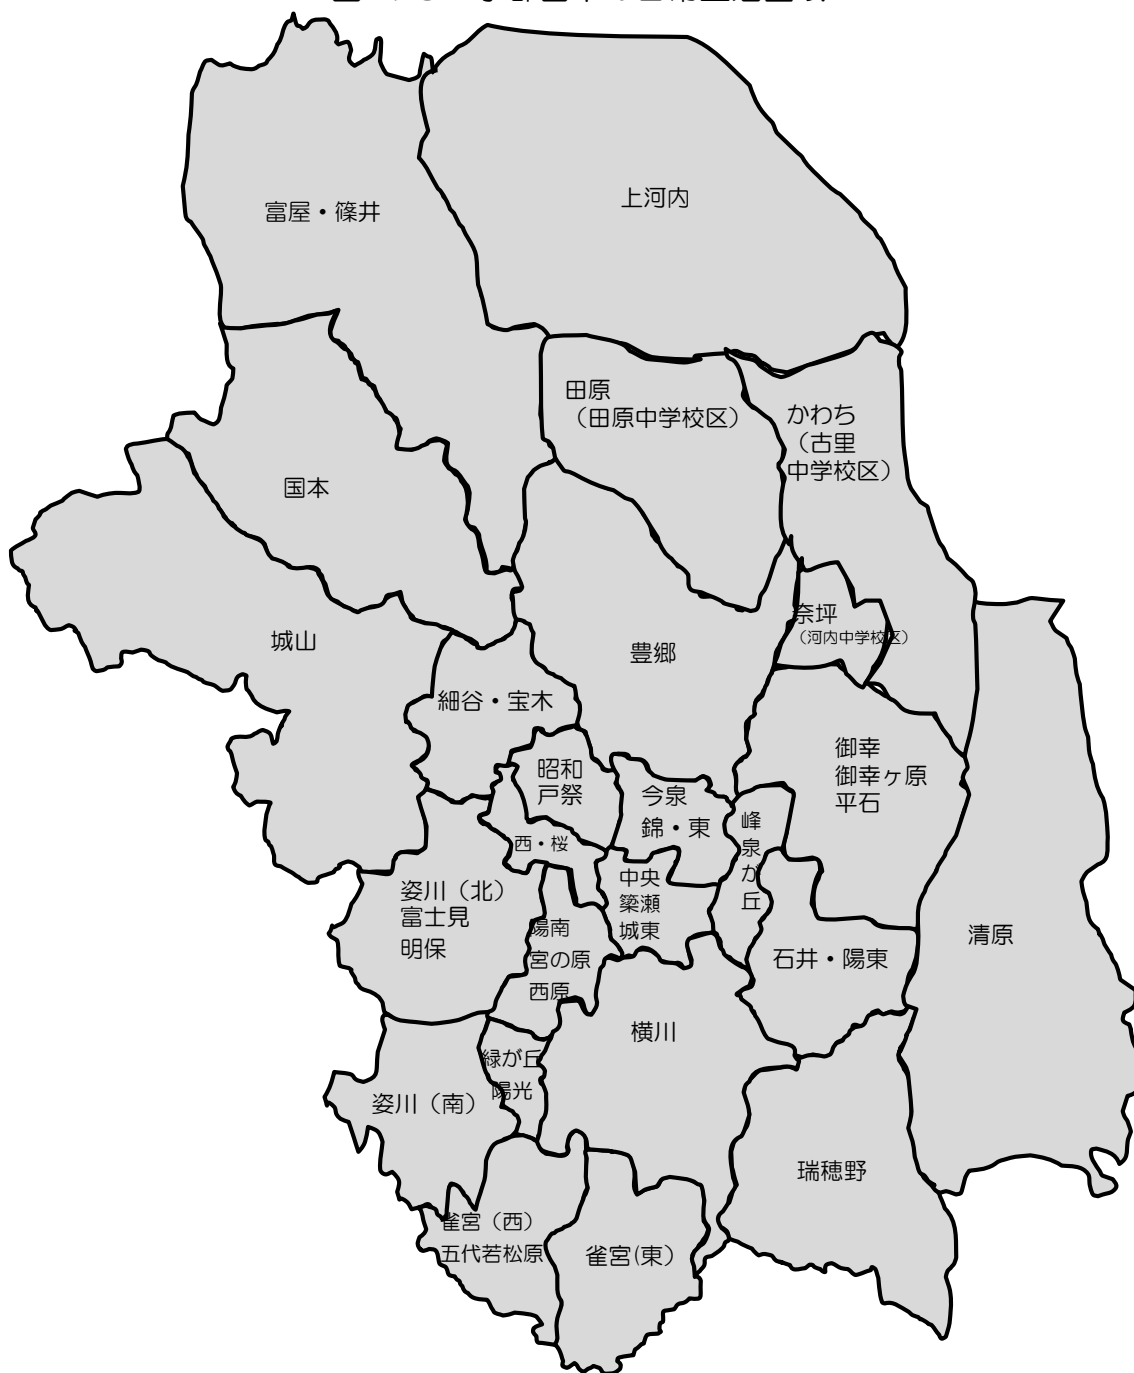 上河内
富屋・篠井
田原
（田原中学校区）
かわち
（古里
中学校区）
国本
奈坪
（河内中学校区）
城山
豊郷
細谷・宝木
御幸
御幸ヶ原
平石
昭和
戸祭
今泉
錦・東
峰
泉
が
丘
西・桜
中央
簗瀬
城東
姿川（北）
富士見
明保
陽南
宮の原
西原
清原
石井・陽東
横川
緑が丘
陽光
姿川（南）
瑞穂野
雀宮（西）
五代若松原
雀宮(東）